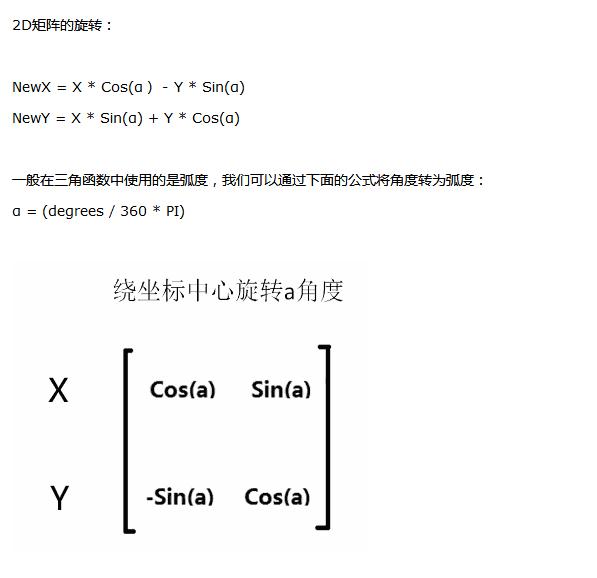 2D矩阵的旋转：
NewX = X * Cos(ɑ ) - Y * Sin(ɑ)
NewY = X * Sin(ɑ) + Y * Cos(ɑ)
一般在三角函数中使用的是弧度，我们可以通过下面的公式将角度转为弧度：
ɑ = (degrees / 360 * PI)
绕坐标中心旋转a角度
X Cos(a) Sin(a)
Y -Sin(a) Cos(a)